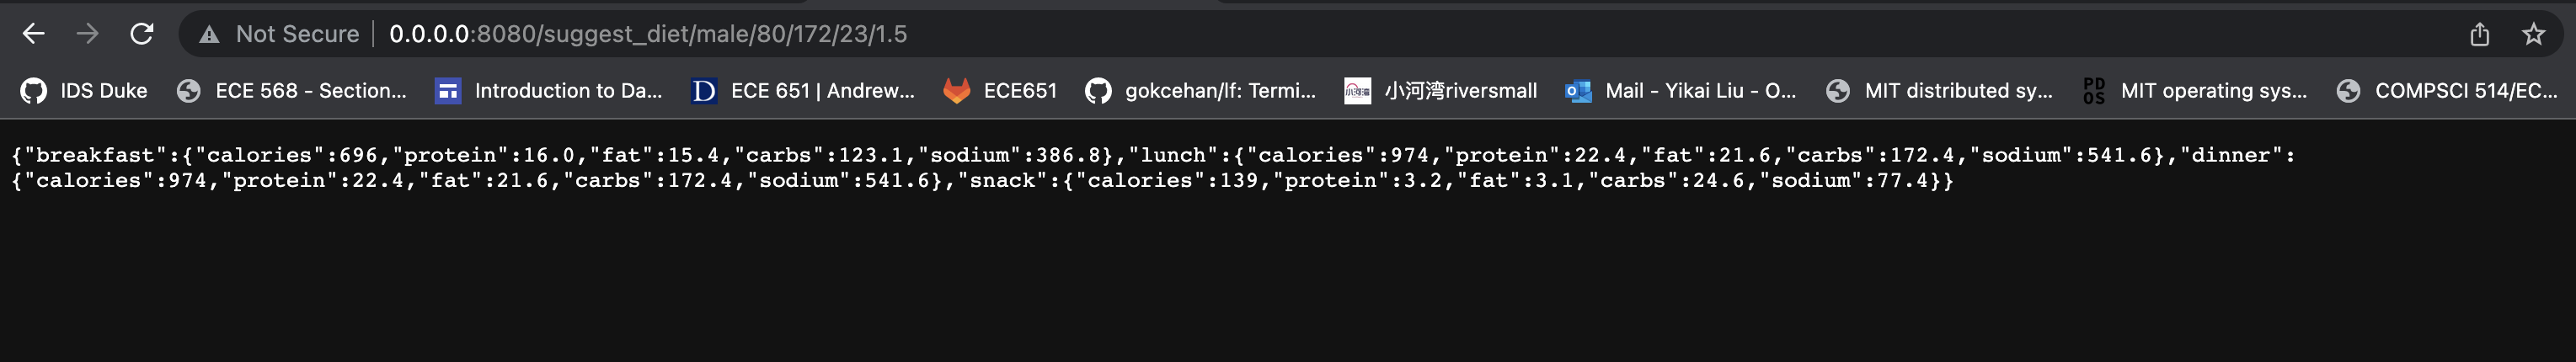 Not Secure 0.0.0.0:8080/suggest_diet/male/80/172/23/1.5
IDS Duke ECE 568 - Section... Introduction to Da... D ECE 651 | Andrew... ECE651 gokcehan/lf: Termi... 小河湾 小河湾riversmall Mail - Yikai Liu - O... MIT distributed sy... PDOS MIT operating sys... COMPSCI 514/EC...
{"breakfast":{"calories":696,"protein":16.0,"fat":15.4,"carbs":123.1,"sodium":386.8},"lunch":{"calories":974,"protein":22.4,"fat":21.6,"carbs":172.4,"sodium":541.6},"dinner":
{"calories":974,"protein":22.4,"fat":21.6,"carbs":172.4,"sodium":541.6},"snack":{"calories":139,"protein":3.2,"fat":3.1,"carbs":24.6,"sodium":77.4}}